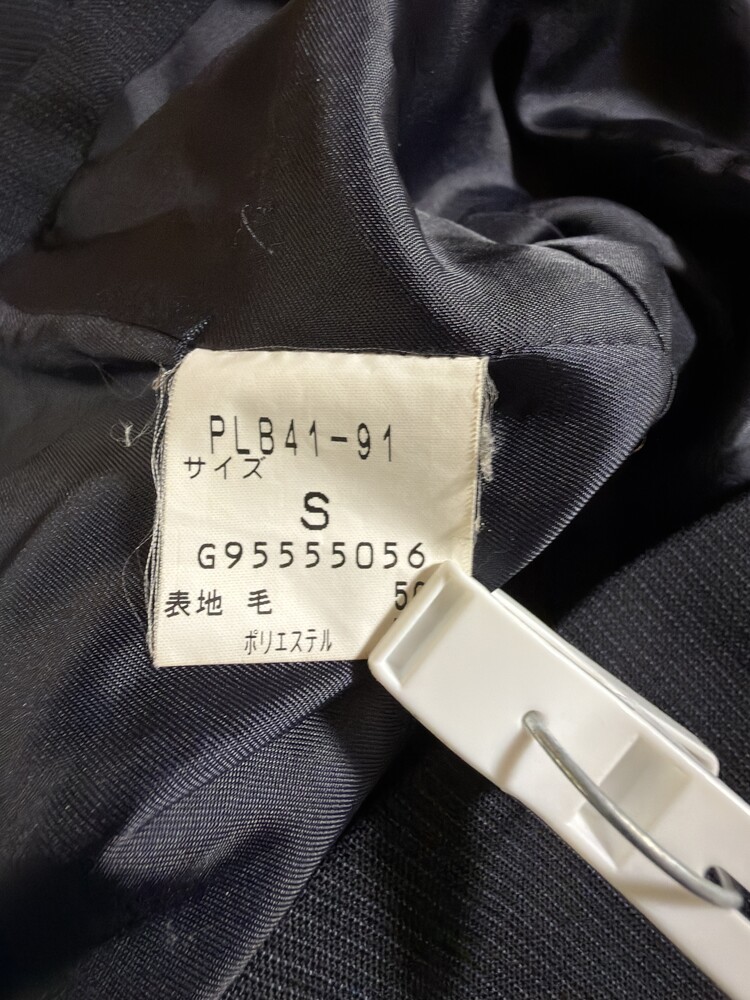 PLB41-91
サイズ
S
G95555056
表地 毛
ポリエステル